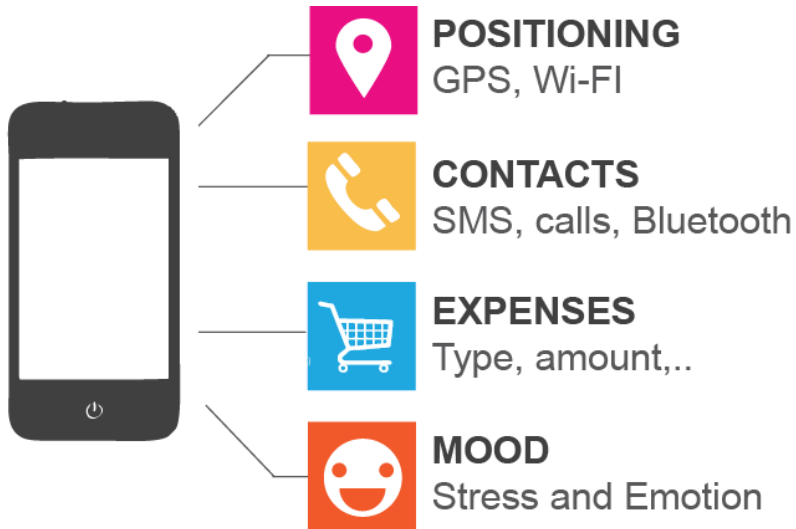 POSITIONING
GPS, Wi-FI
CONTACTS
SMS, calls, Bluetooth
EXPENSES
Type, amount,..
MOOD
Stress and Emotion